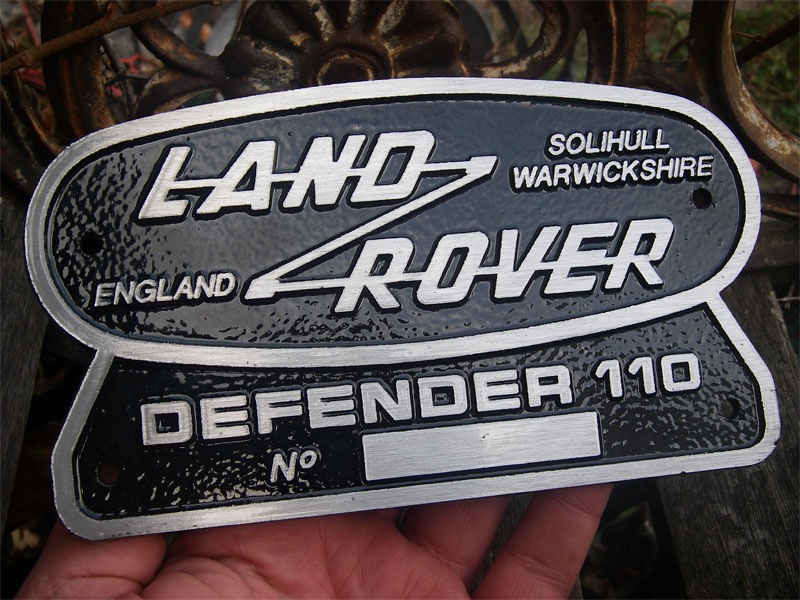 LAND
ROVER
SOLIHULL
WARWICKSHIRE
ENGLAND
DEFENDER 110
Nº